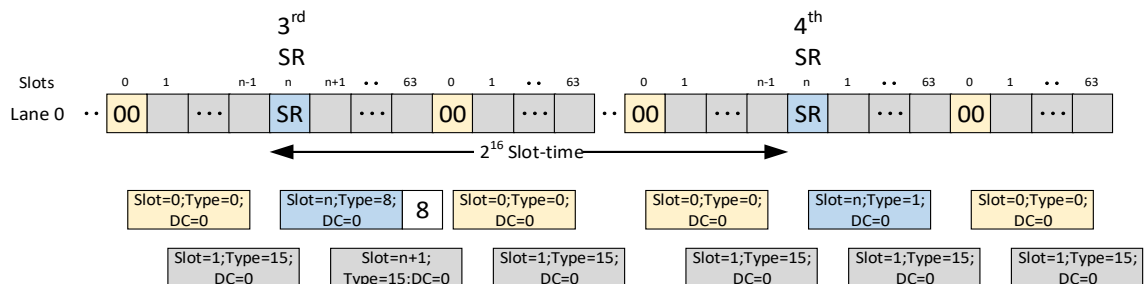 3rd
SR
4th
SR
Slots 0 1 n-1 n n+1 ·· 63 0 1 ·· 63 0 1 n-1 n 1 ·· 63 0 1 ·· 63
Lane 0 ·· 00 ··· SR ··· 00 ··· ·· 00 ··· SR ··· 00 ···
2^16 Slot-time
Slot=0;Type=0;
DC=0
Slot=n;Type=8;
DC=0
8
Slot=0;Type=0;
DC=0
Slot=0;Type=0;
DC=0
Slot=n;Type=1;
DC=0
Slot=0;Type=0;
DC=0
Slot=1;Type=15;
DC=0
Slot=n+1;
Type=15;DC=0
Slot=1;Type=15;
DC=0
Slot=1;Type=15;
DC=0
Slot=1;Type=15;
DC=0
Slot=1;Type=15;
DC=0